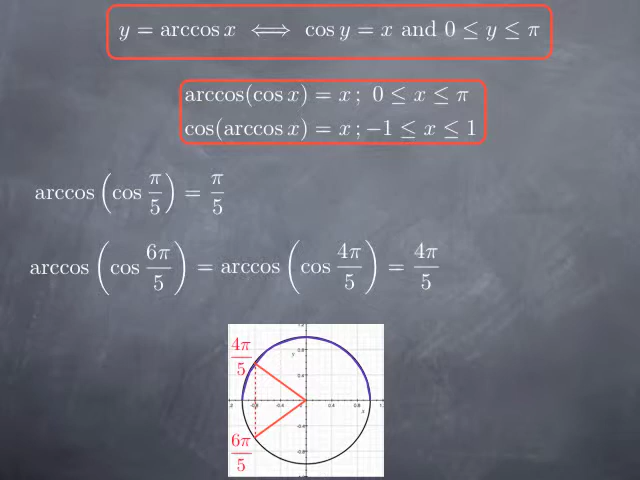 y = arccos x ⟺ cos y = x and 0 ≤ y ≤ π
arccos(cos x) = x ; 0 ≤ x ≤ π
cos(arccos x) = x ; −1 ≤ x ≤ 1
arccos (cos π/5) = π/5
arccos (cos 6π/5) = arccos (cos 4π/5) = 4π/5
4π/5
6π/5